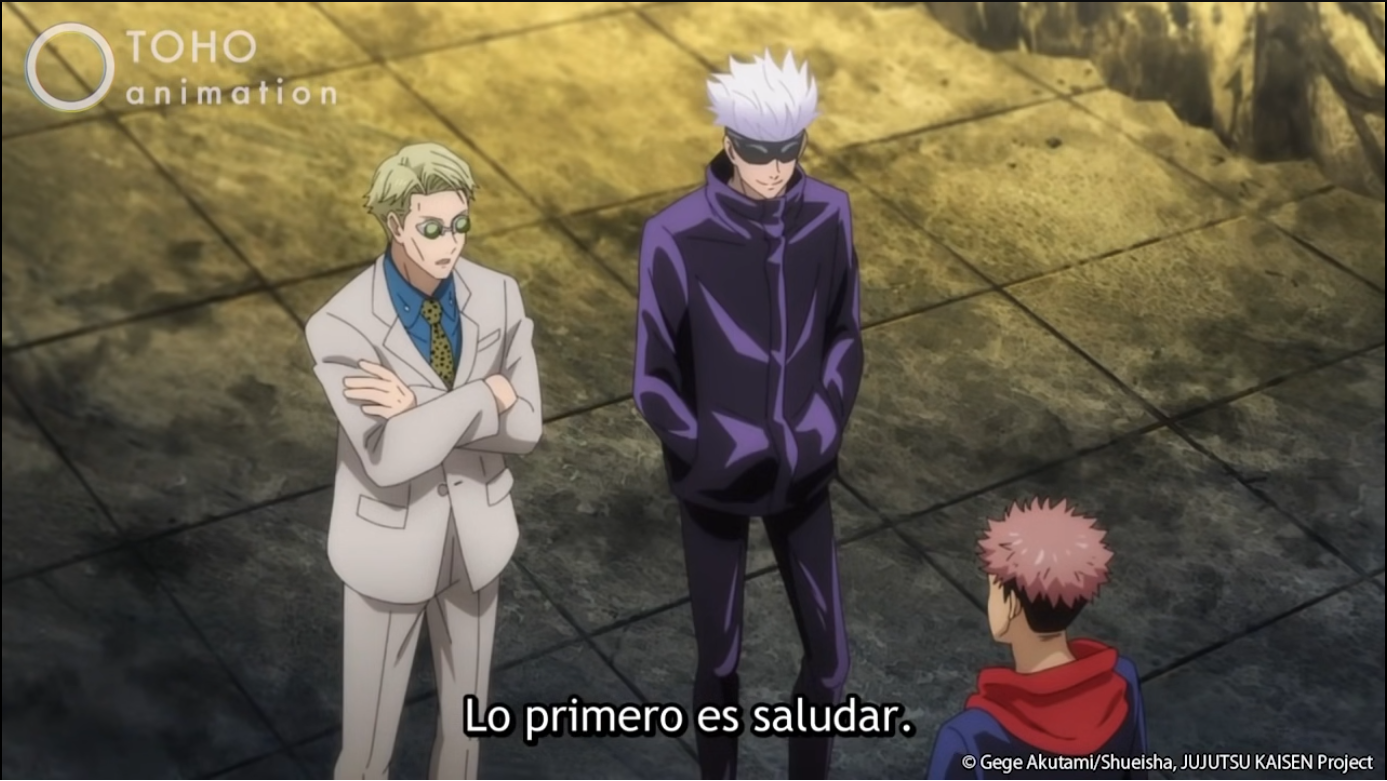 TOHO
animation
Lo primero es saludar.
© Gege Akutami/Shueisha, JUJUTSU KAISEN Project